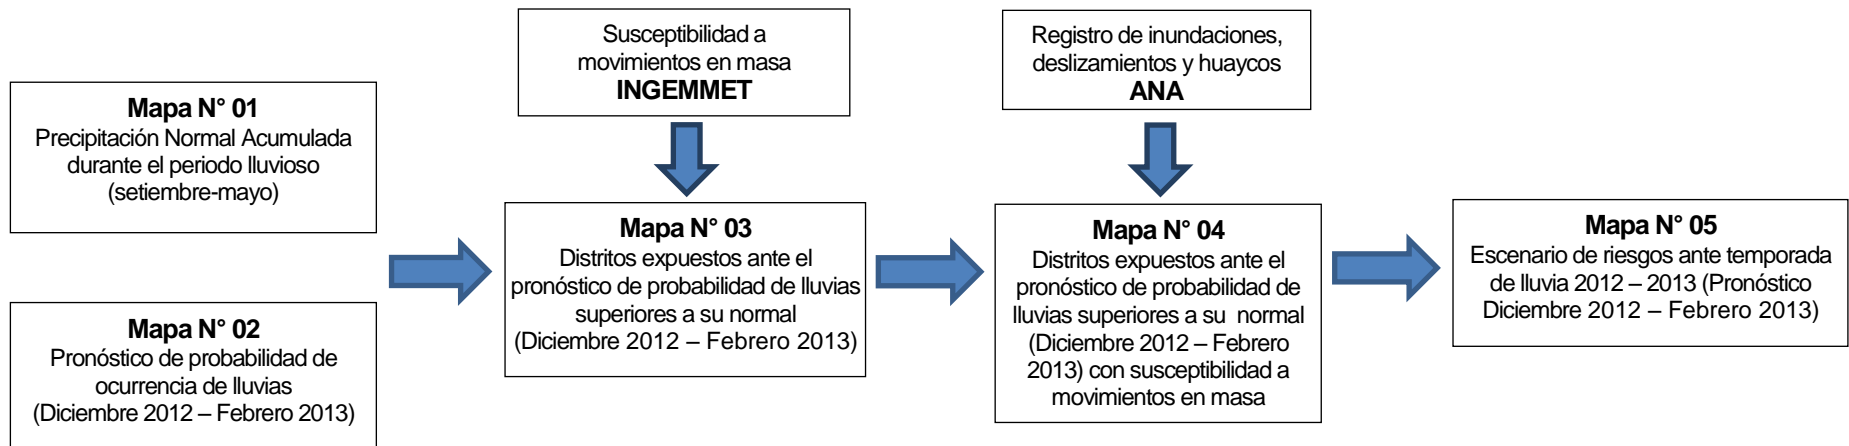 Mapa N° 01
Precipitación Normal Acumulada
durante el periodo lluvioso
(setiembre-mayo)
Mapa N° 02
Pronóstico de probabilidad de
ocurrencia de lluvias
(Diciembre 2012 – Febrero 2013)
Susceptibilidad a
movimientos en masa
INGEMMET
Mapa N° 03
Distritos expuestos ante el
pronóstico de probabilidad de lluvias
superiores a su normal
(Diciembre 2012 – Febrero 2013)
Registro de inundaciones,
deslizamientos y huaycos
ANA
Mapa N° 04
Distritos expuestos ante el
pronóstico de probabilidad de
lluvias superiores a su normal
(Diciembre 2012 – Febrero
2013) con susceptibilidad a
movimientos en masa
Mapa N° 05
Escenario de riesgos ante temporada
de lluvia 2012 – 2013 (Pronóstico
Diciembre 2012 – Febrero 2013)